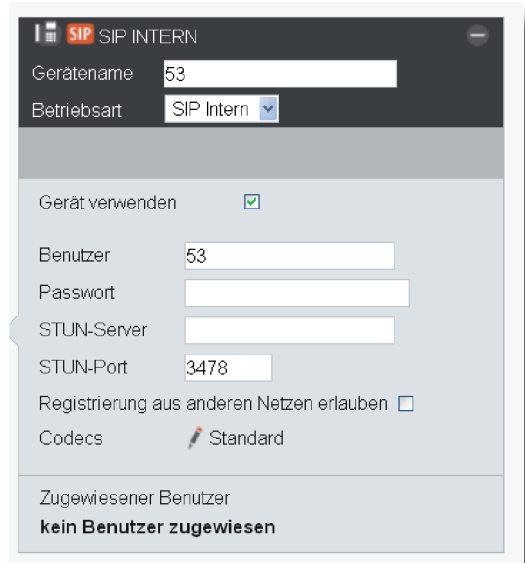 SIP SIP INTERN
Gerätename 53
Betriebsart SIP Intern
Gerät verwenden
Benutzer 53
Passwort
STUN-Server
STUN-Port 3478
Registrierung aus anderen Netzen erlauben
Codecs Standard
Zugewiesener Benutzer
kein Benutzer zugewiesen